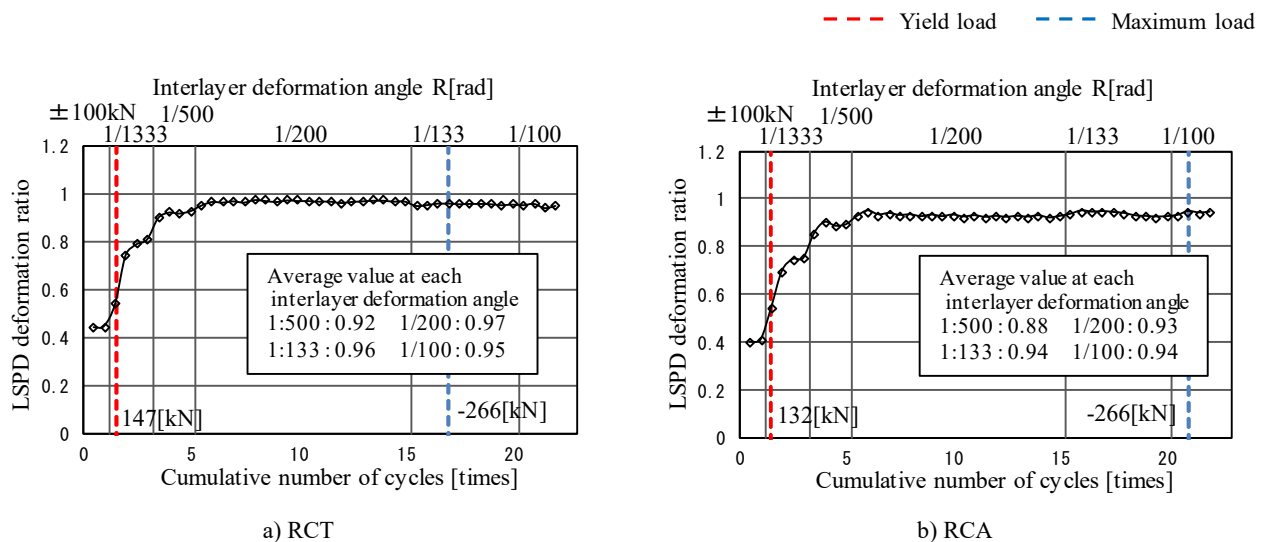 Yield load Maximum load
Interlayer deformation angle R[rad]
±100kN 1/500
1/1333 1/200 1/133 1/100
LSPD deformation ratio
1.2
1
0.8
0.6
0.4
0.2
0
Average value at each
interlayer deformation angle
1:500 : 0.92 1/200 : 0.97
1:133 : 0.96 1/100 : 0.95
147[kN]
-266[kN]
0 5 10 15 20
Cumulative number of cycles [times]
a) RCT
Interlayer deformation angle R[rad]
±100kN 1/500
1/1333 1/200 1/133 1/100
LSPD deformation ratio
1.2
1
0.8
0.6
0.4
0.2
0
Average value at each
interlayer deformation angle
1:500 : 0.88 1/200 : 0.93
1:133 : 0.94 1/100 : 0.94
132[kN]
-266[kN]
0 5 10 15 20
Cumulative number of cycles [times]
b) RCA